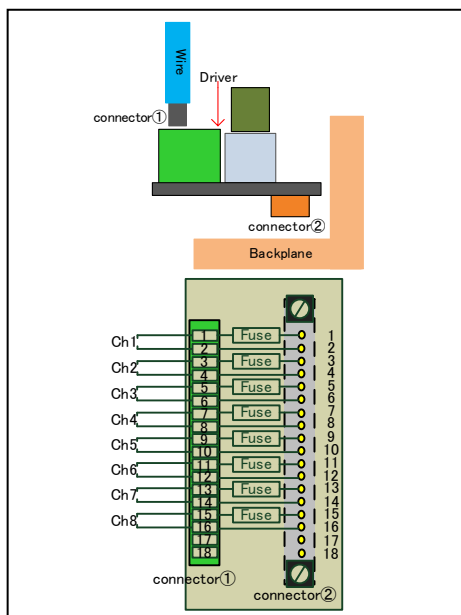 Wire
Driver
connector①
connector②
Backplane
1 Fuse 1
Ch1 2 2
3 Fuse 3
Ch2 4 4
5 Fuse 5
Ch3 6 6
7 Fuse 7
Ch4 8 8
9 Fuse 9
Ch5 10 10
11 Fuse 11
Ch6 12 12
13 Fuse 13
Ch7 14 14
15 Fuse 15
Ch8 16 16
17 17
18 18
connector① connector②